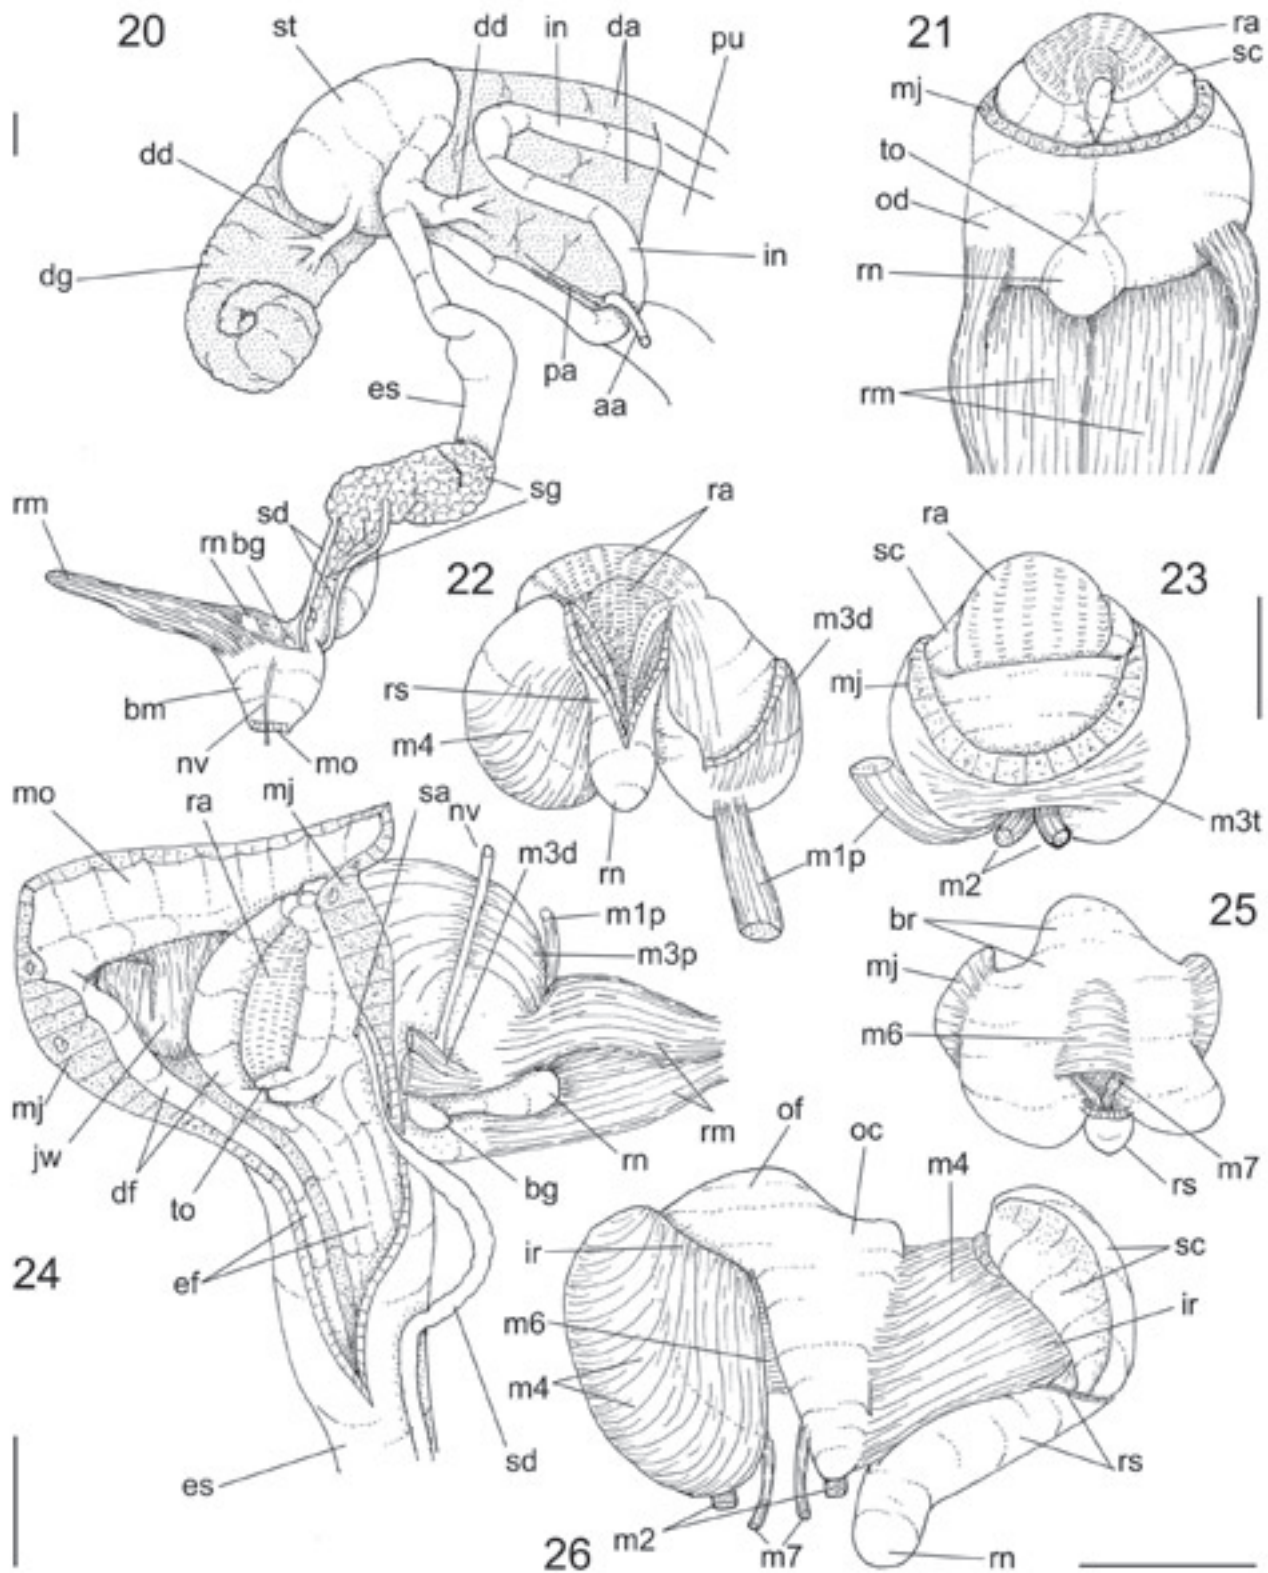 20
st
dd
in
da
pu
21
ra
sc
mj
dd
to
od
dg
in
rn
pa
es
aa
rm
sg
rm
sd
rn bg
22
ra
ra
sc
23
m3d
rs
mj
bm
m4
nv
mo
m3t
mo
ra
mj
sa
nv
m3d
rn
m1p
m2
m1p
br
25
m3p
mj
m6
mj
jw
df
to
rn
rm
of
oc
m4
rs
m7
bg
24
ef
ir
sc
m6
ir
m4
es
sd
rs
m2
m7
rn
26